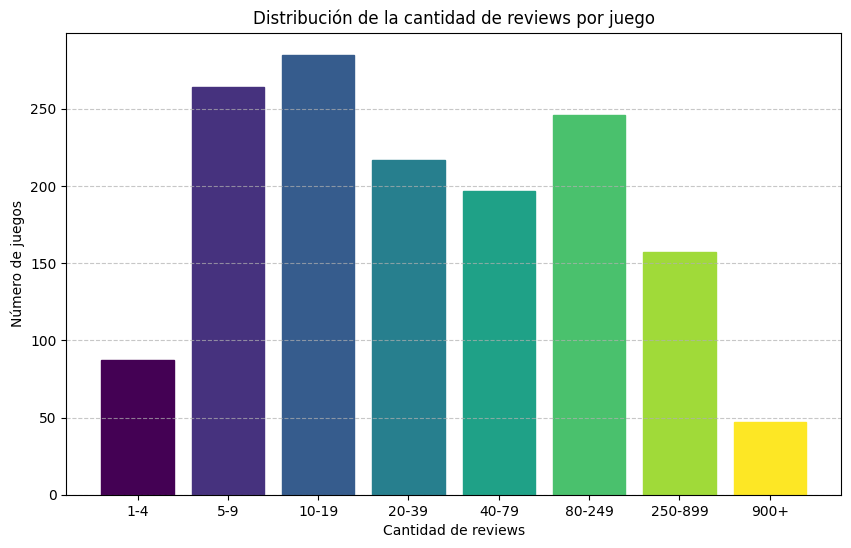 Distribución de la cantidad de reviews por juego
Número de juegos
250
200
150
100
50
0
1-4 5-9 10-19 20-39 40-79 80-249 250-899 900+
Cantidad de reviews